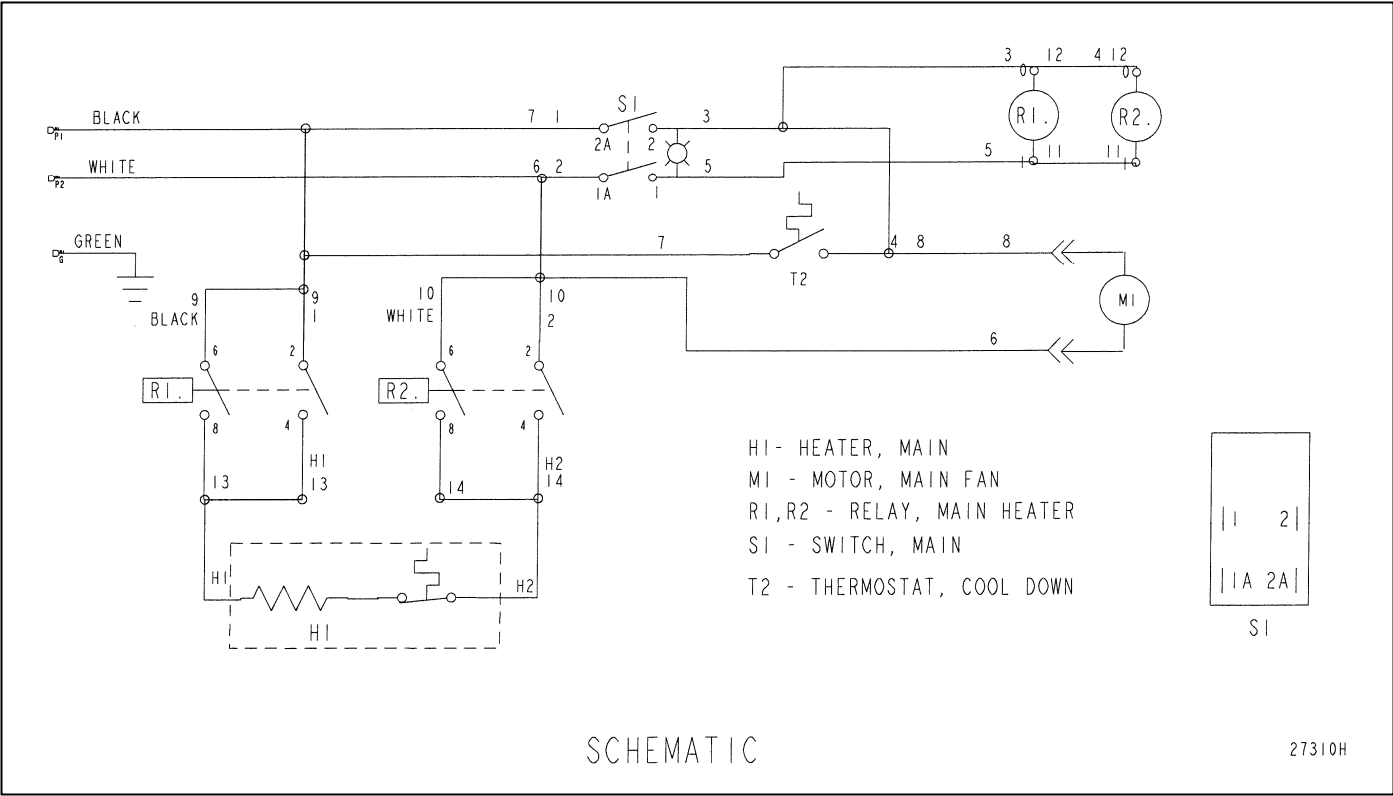 3 12 4 12
0 0
S1
BLACK 7 1 3 R1. R2.
P1
2A 2
WHITE 6 2 5 5 11 11
P2
1A 1
GREEN 7 4 8 8
G
T2
9 9 10 10 M1
BLACK 1 WHITE 2 6
6 2 6 2
R1. R2.
8 4 8 4
H1 H2
13 13 14 14
H1 H2
H1
H1- HEATER, MAIN
M1 - MOTOR, MAIN FAN
R1,R2 - RELAY, MAIN HEATER
S1 - SWITCH, MAIN
T2 - THERMOSTAT, COOL DOWN
1 2
1A 2A
S1
SCHEMATIC
27310H